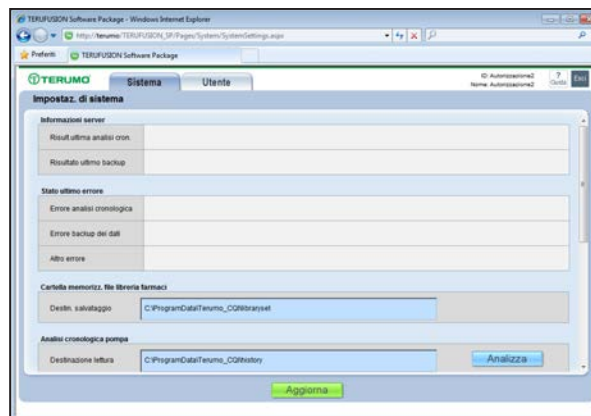 TERUFUSION Software Package - Windows Internet Explorer
http://terumo/TERUFUSION_SP/Pages/System/SystemSettings.aspx
Preferiti TERUFUSION Software Package
TERUMO Sistema Utente
ID: Autorizzazione2
Nome: Autorizzazione2
? Guida
Esci
Impostaz. di sistema
Informazioni server
Risult.ultima analisi cron.
Risultato ultimo backup
Stato ultimo errore
Errore analisi cronologica
Errore backup dei dati
Altro errore
Cartella memorizz. file libreria farmaci
Destin. salvataggio C:\ProgramData\Terumo_CQI\libraryset
Analisi cronologica pompa
Destinazione lettura C:\ProgramData\Terumo_CQI\history Analizza
Aggiorna